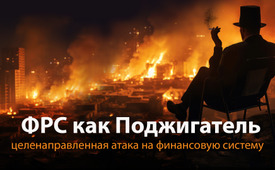 ФРС как Поджигатель
целенаправленная атака на финансовую систему